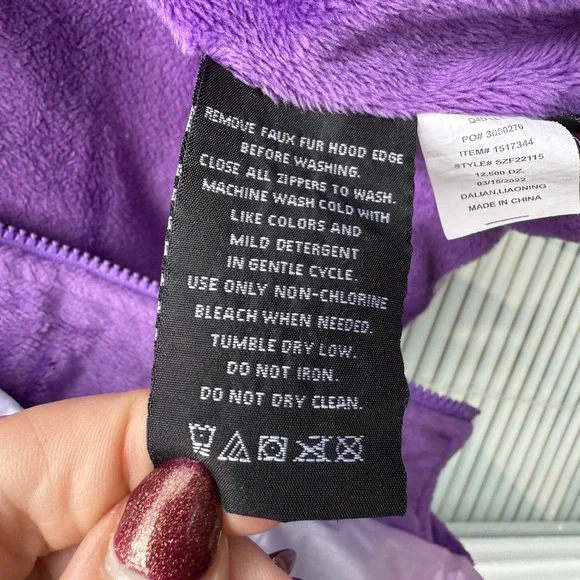 REMOVE FAUX FUR HOOD EDGE
BEFORE WASHING.
CLOSE ALL ZIPPERS TO WASH.
MACHINE WASH COLD WITH
LIKE COLORS AND
MILD DETERGENT
IN GENTLE CYCLE.
USE ONLY NON-CHLORINE
BLEACH WHEN NEEDED.
TUMBLE DRY LOW.
DO NOT IRON.
DO NOT DRY CLEAN.
PO# 3000270
ITEM# 1517344
STYLE# SZF22115
12,500 DZ.
03/15/2022
DALIAN,LIAONING
MADE IN CHINA